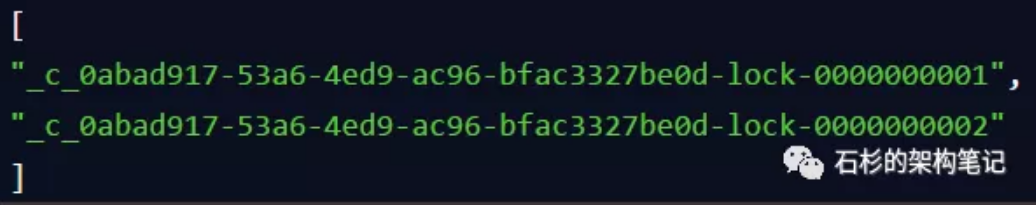 [
"_c_0abad917-53a6-4ed9-ac96-bfac3327be0d-lock-0000000001",
"_c_0abad917-53a6-4ed9-ac96-bfac3327be0d-lock-0000000002"
]
石杉的架构笔记